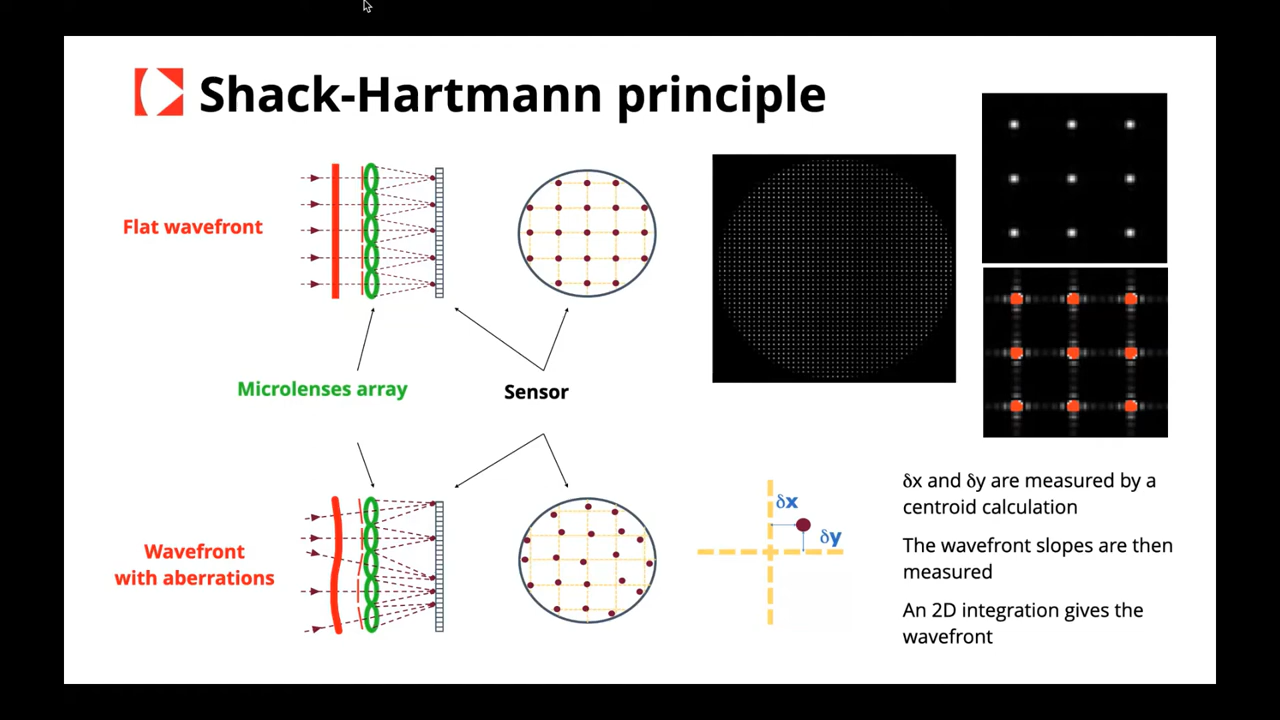 Shack-Hartmann principle
Flat wavefront
Microlenses array
Sensor
Wavefront
with aberrations
δx
δy
δx and δy are measured by a
centroid calculation
The wavefront slopes are then
measured
An 2D integration gives the
wavefront